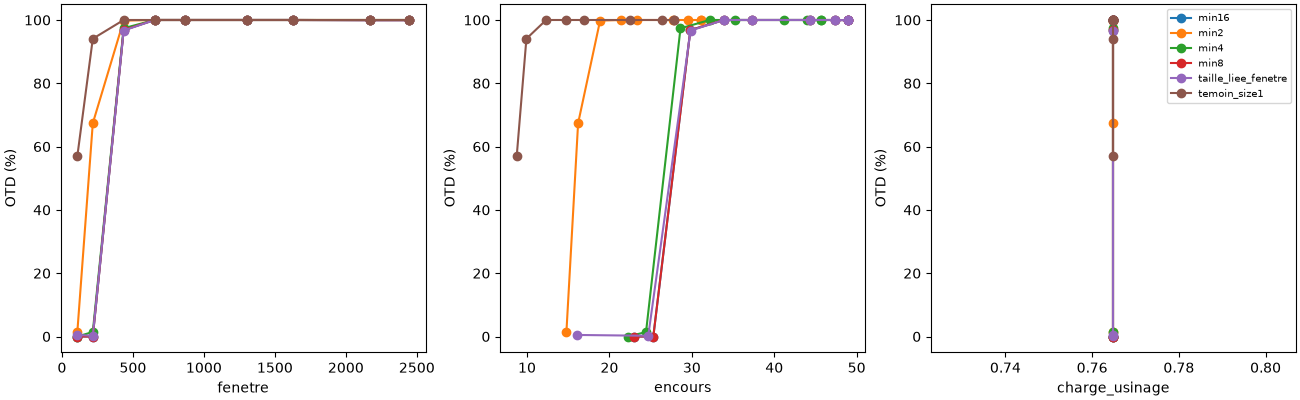 OTD (%)
100
80
60
40
20
0
0 500 1000 1500 2000 2500
fenetre
OTD (%)
100
80
60
40
20
0
10 20 30 40 50
encours
OTD (%)
100
80
60
40
20
0
0.74 0.76 0.78 0.80
charge_usinage
min16
min2
min4
min8
taille_liee_fenetre
temoin_size1